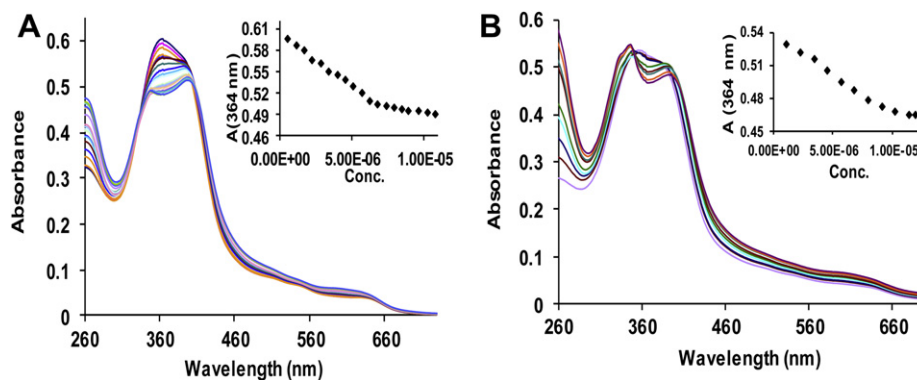 A
0.6
0.5
0.4
0.3
0.2
0.1
0
260
360
460
560
660
Absorbance
Wavelength (nm)
A (364 nm)
0.61
0.58
0.55
0.52
0.49
0.46
0.00E+00
5.00E-06
1.00E-05
Conc.
B
0.6
0.5
0.4
0.3
0.2
0.1
0
260
360
460
560
660
Absorbance
Wavelength (nm)
A (364 nm)
0.54
0.51
0.48
0.45
0.00E+00
5.00E-06
1.00E-05
Conc.